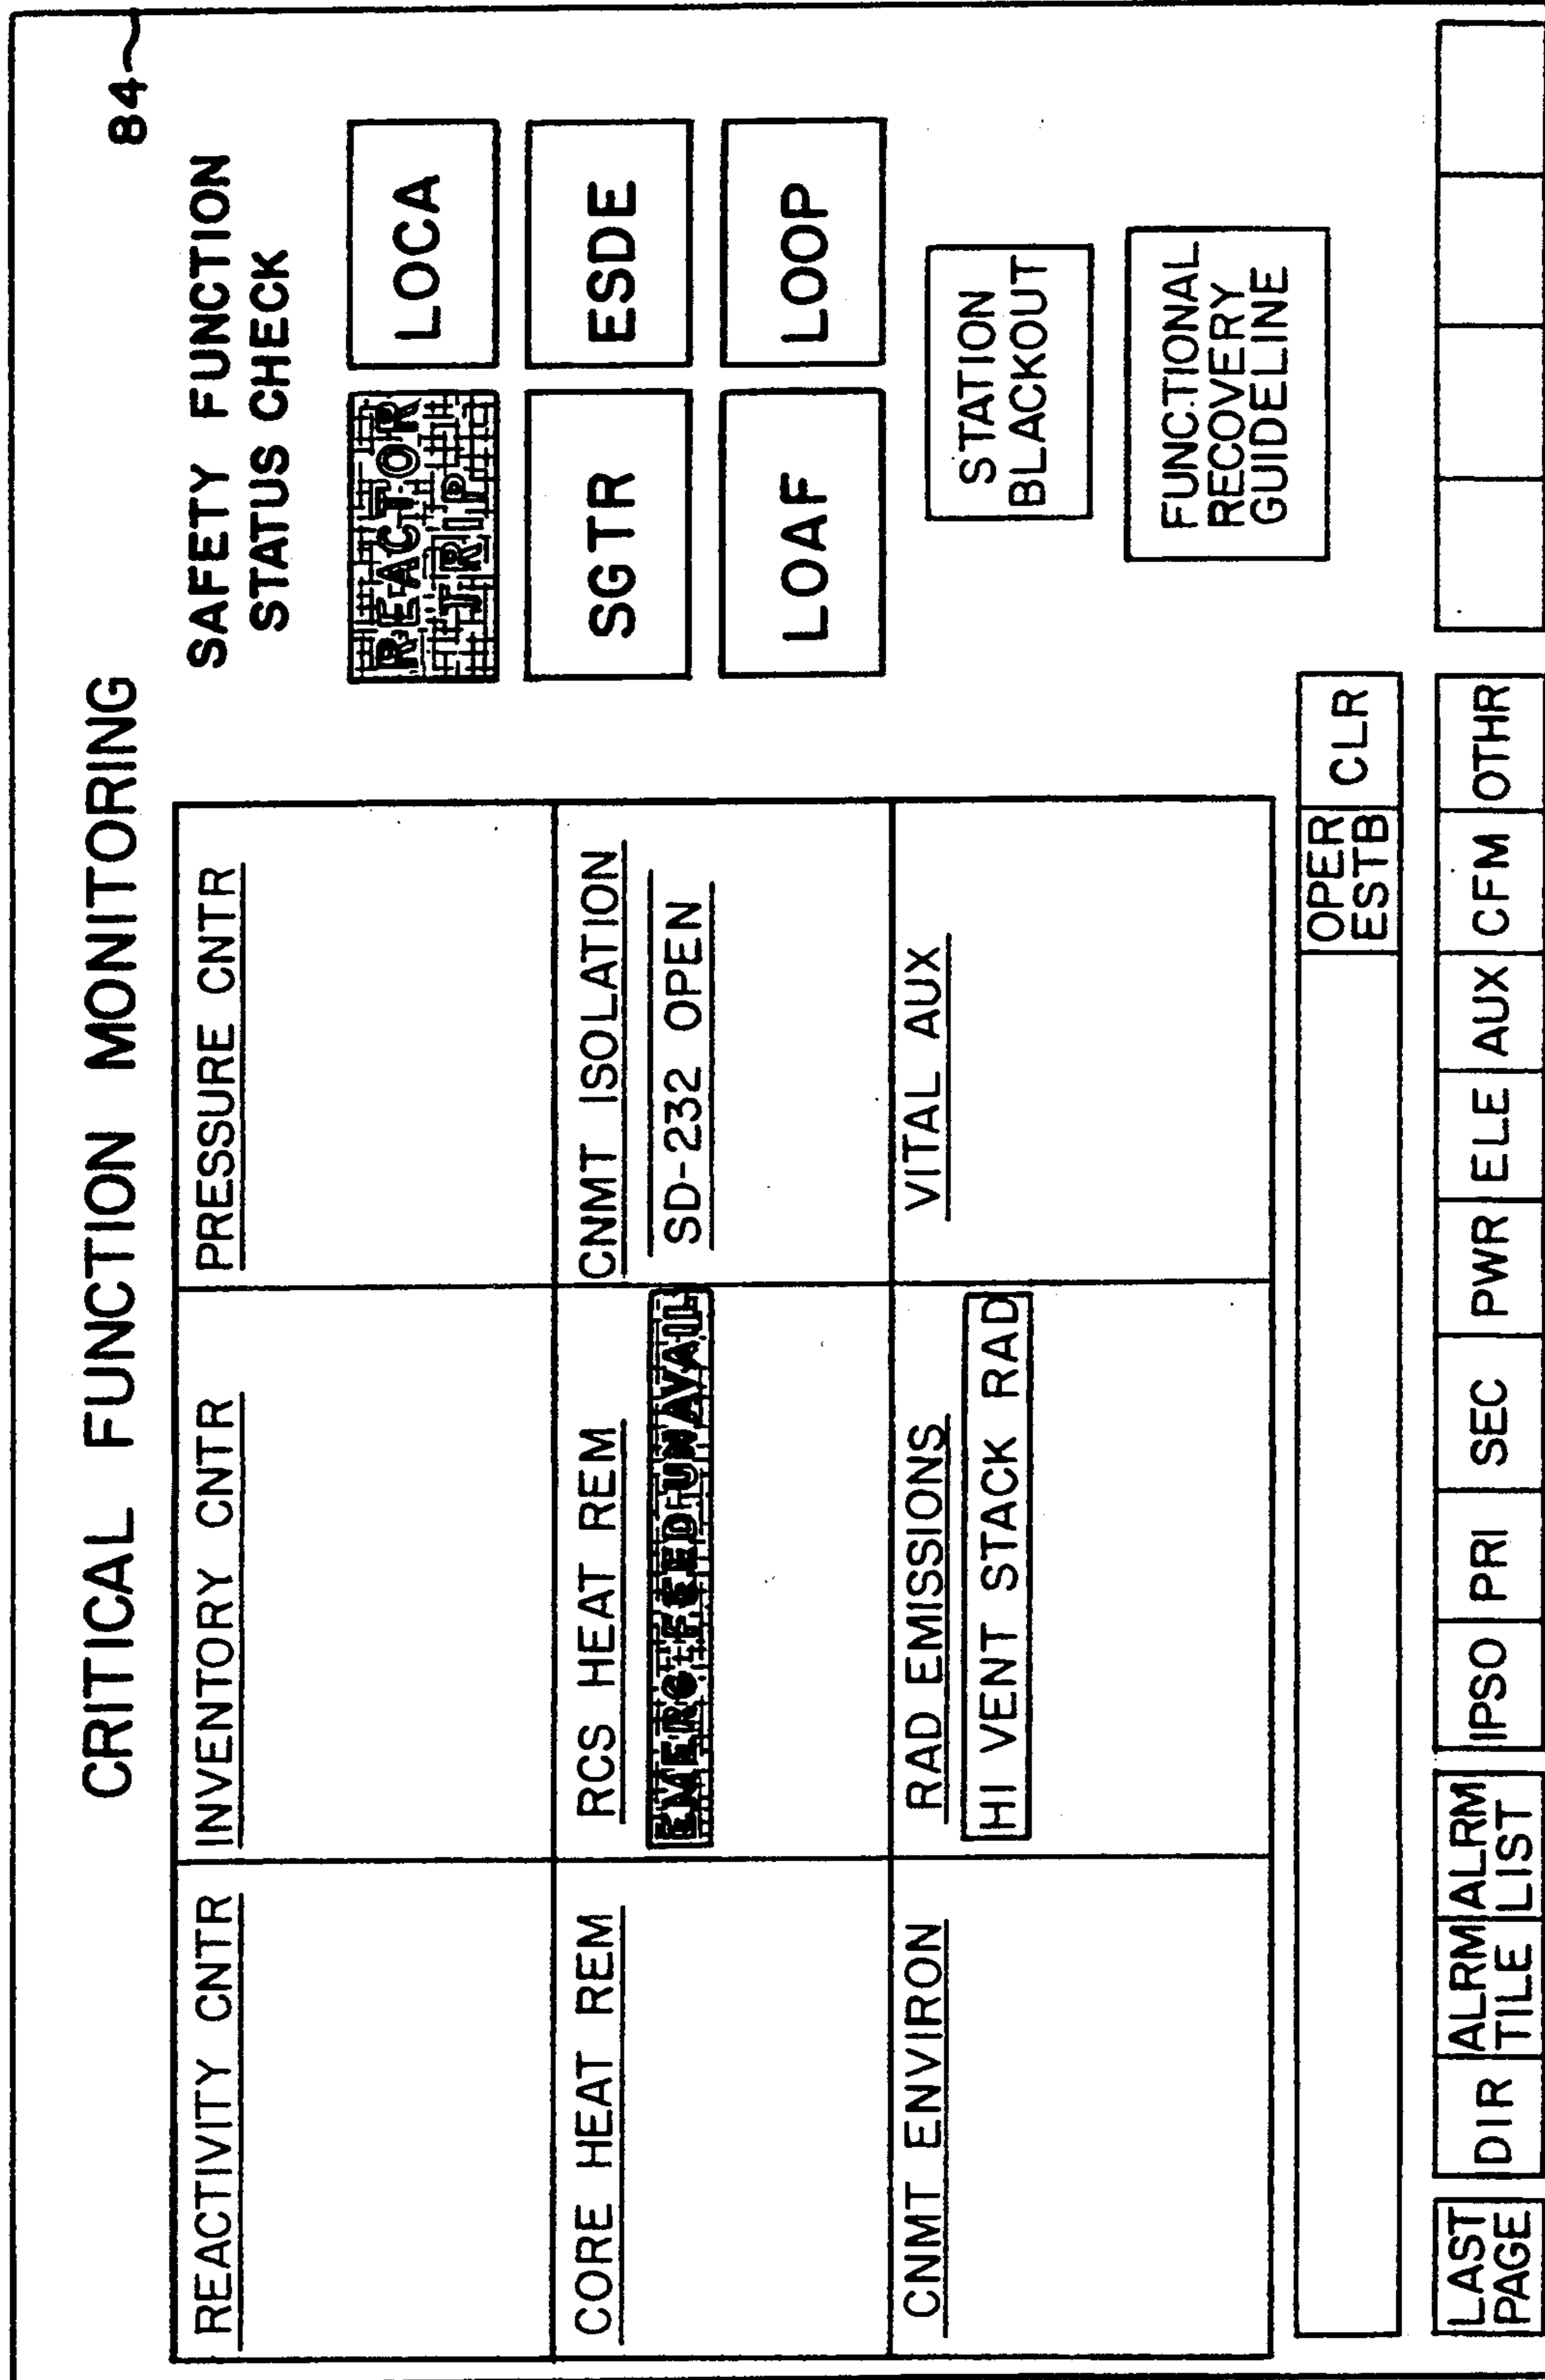 84
CRITICAL FUNCTION MONITORING
SAFETY FUNCTION
STATUS CHECK
REACTIVITY CNTR
INVENTORY CNTR
PRESSURE CNTR
CORE HEAT REM
RCS HEAT REM
EMERG FEED UNAVAIL
CNMT ISOLATION
SD-232 OPEN
CNMT ENVIRON
RAD EMISSIONS
HI VENT STACK RAD
VITAL AUX
REACTOR
TRIP
LOCA
SGTR
ESDE
LOAF
LOOP
STATION
BLACKOUT
FUNCTIONAL
RECOVERY
GUIDELINE
OPER
ESTB
CLR
LAST
PAGE
DIR
ALRM
TILE
ALRM
LIST
IPSO
PRI
SEC
PWR
ELE
AUX
CFM
OTHR